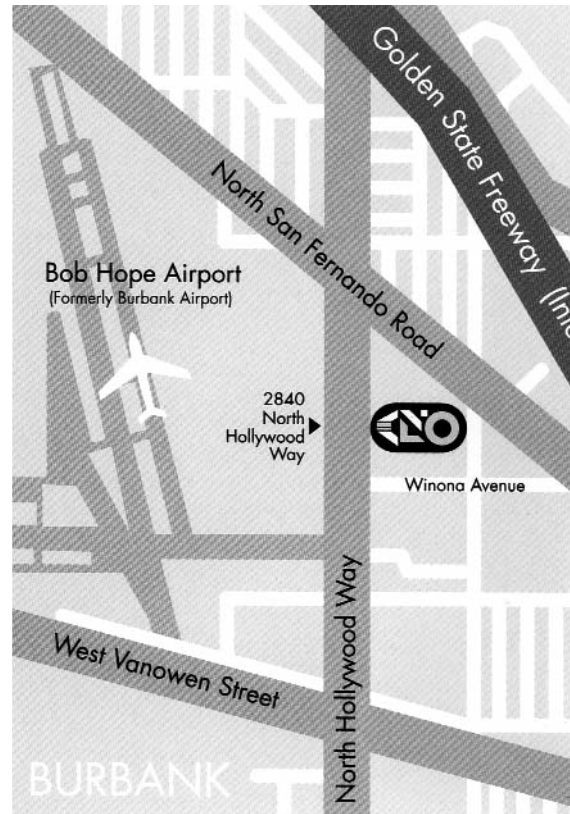 Golden State Freeway (Inte
North San Fernando Road
Bob Hope Airport
(Formerly Burbank Airport)
2840
North
Hollywood
Way
Winona Avenue
North Hollywood Way
West Vanowen Street
BURBANK